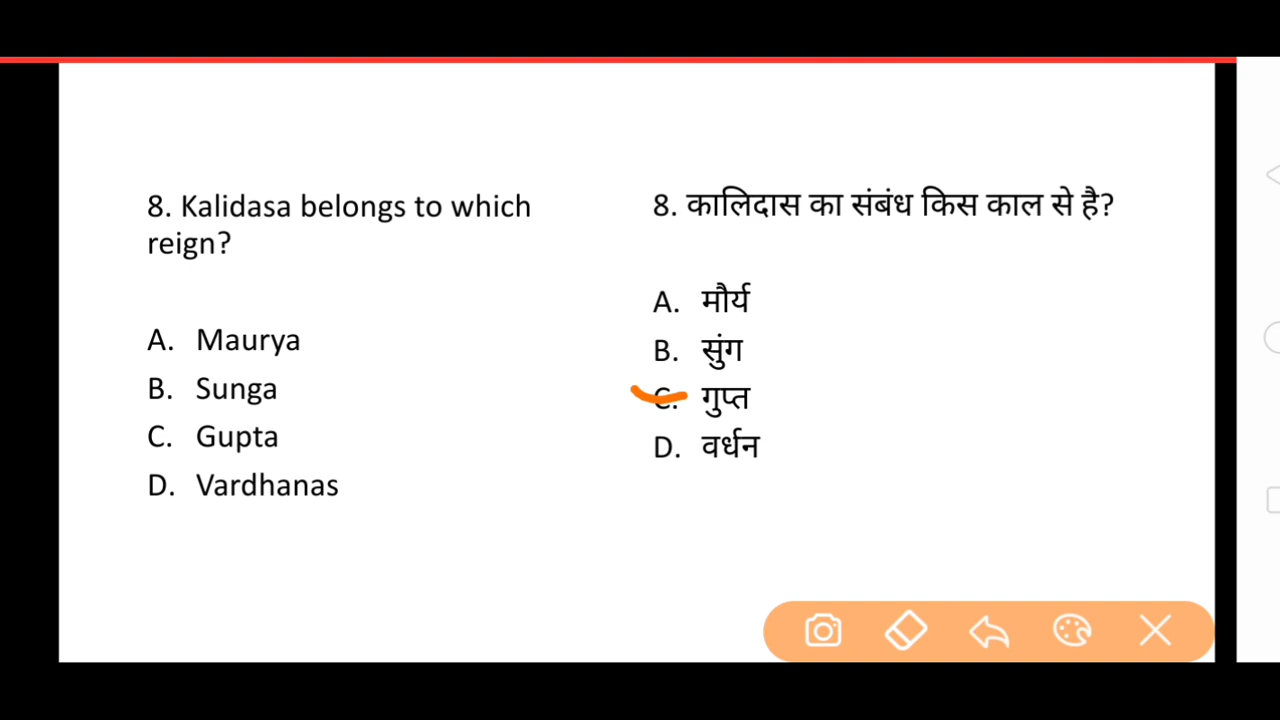 8. Kalidasa belongs to which
reign?
A. Maurya
B. Sunga
C. Gupta
D. Vardhanas
8. कालिदास का संबंध किस काल से है?
A. मौर्य
B. सुंग
C. गुप्त
D. वर्धन